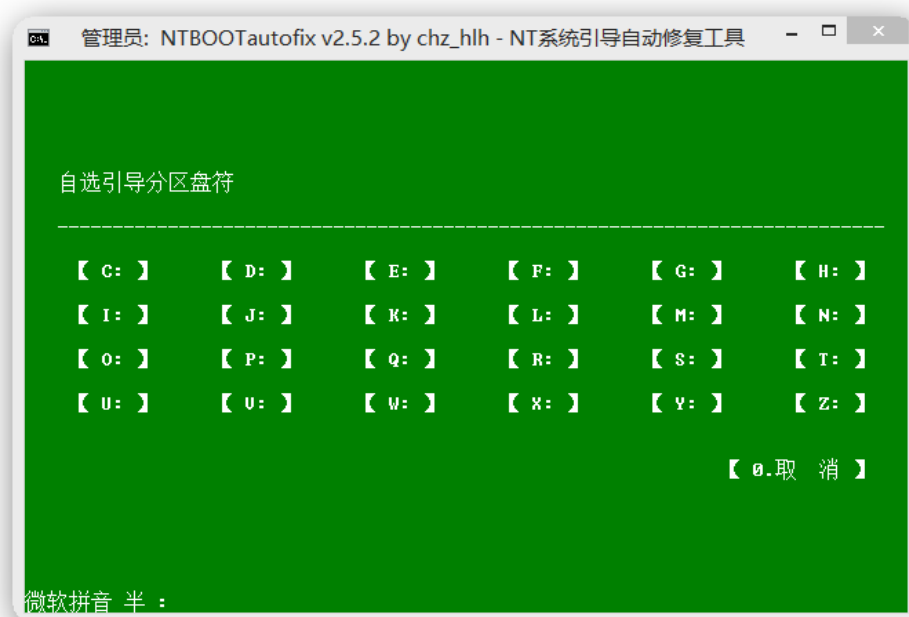 管理员: NTBOOTautofix v2.5.2 by chz_hlh - NT系统引导自动修复工具
自选引导分区盘符
---------------------------------------------------------------------------
【 C: 】 【 D: 】 【 E: 】 【 F: 】 【 G: 】 【 H: 】
【 I: 】 【 J: 】 【 K: 】 【 L: 】 【 M: 】 【 N: 】
【 O: 】 【 P: 】 【 Q: 】 【 R: 】 【 S: 】 【 T: 】
【 U: 】 【 V: 】 【 W: 】 【 X: 】 【 Y: 】 【 Z: 】
【 0.取 消 】
微软拼音 半 :